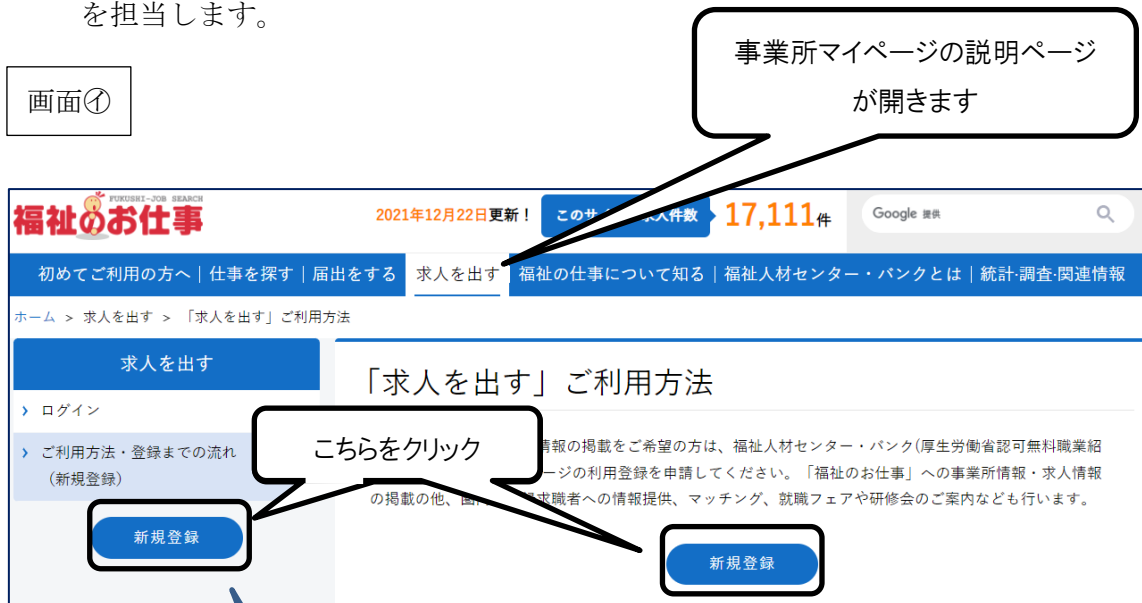 を担当します。
事業所マイページの説明ページ
が開きます
画面㋑
FUKUSHI-JOB SEARCH
福祉のお仕事
2021年12月22日更新！
このサ
人件数
17,111件
Google 提供
初めてご利用の方へ｜仕事を探す｜届出をする 求人を出す 福祉の仕事について知る｜福祉人材センター・バンクとは｜統計·調査·関連情報
ホーム > 求人を出す > 「求人を出す」ご利用方法
求人を出す
› ログイン
› ご利用方法・登録までの流れ
（新規登録）
新規登録
「求人を出す」ご利用方法
こちらをクリック
情報の掲載をご希望の方は、福祉人材センター・バンク(厚生労働省認可無料職業紹
ージの利用登録を申請してください。「福祉のお仕事」への事業所情報・求人情報
の掲載の他、 求職者への情報提供、マッチング、就職フェアや研修会のご案内なども行います。
新規登録